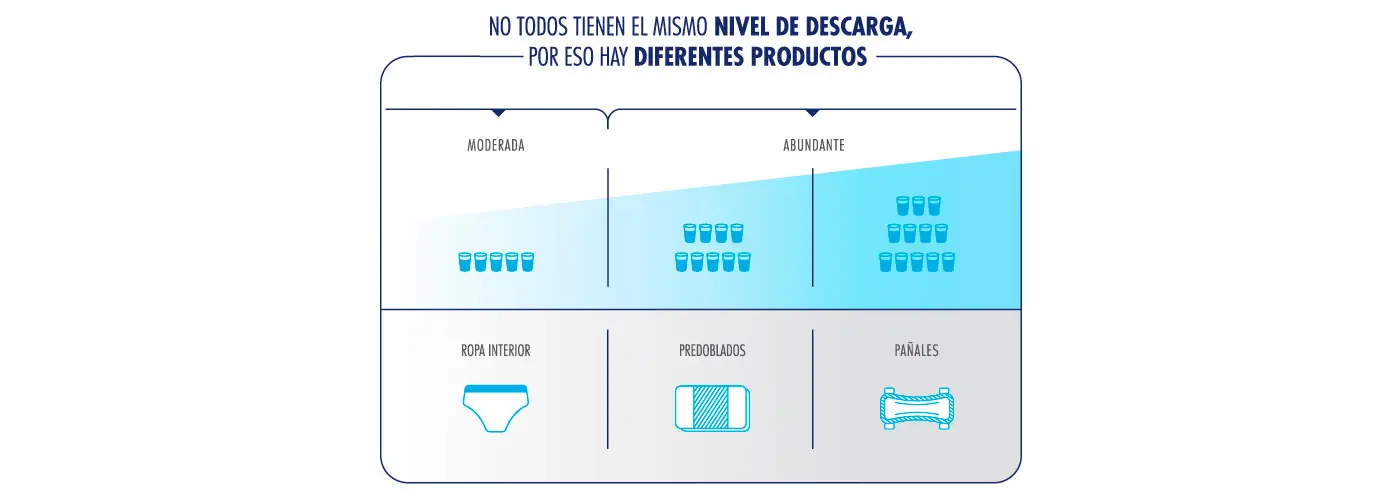 NO TODOS TIENEN EL MISMO NIVEL DE DESCARGA,
POR ESO HAY DIFERENTES PRODUCTOS
MODERADA
ABUNDANTE
ROPA INTERIOR
PREDOBLADOS
PAÑALES